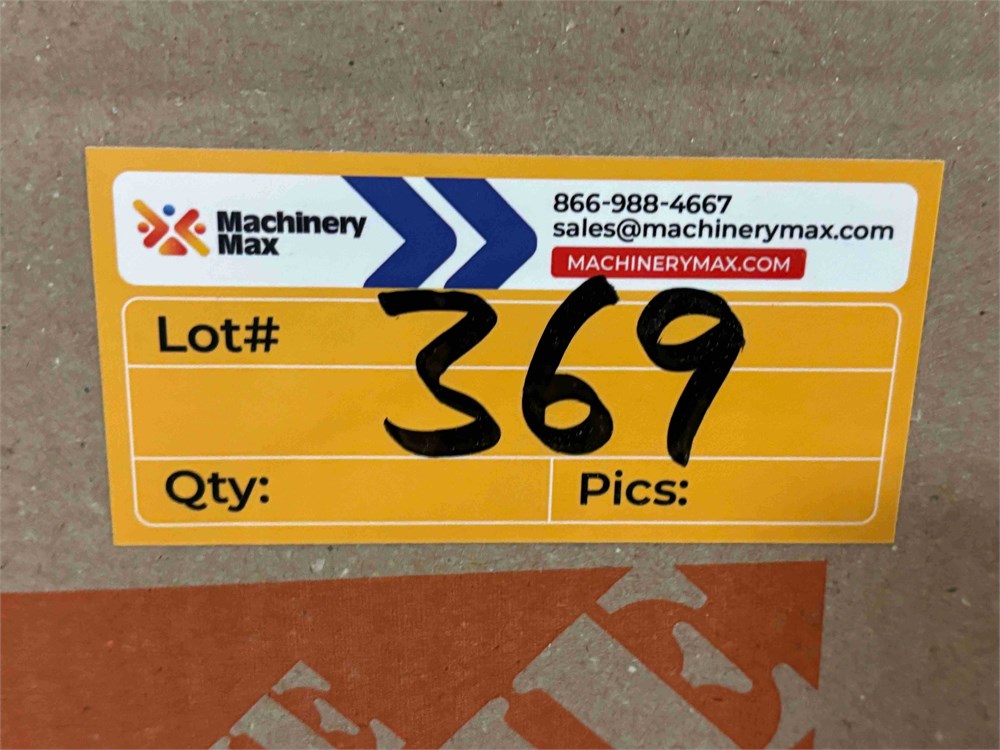 Machinery
Max
866-988-4667
sales@machinerymax.com
MACHINERYMAX.COM
Lot# 369
Qty:
Pics: